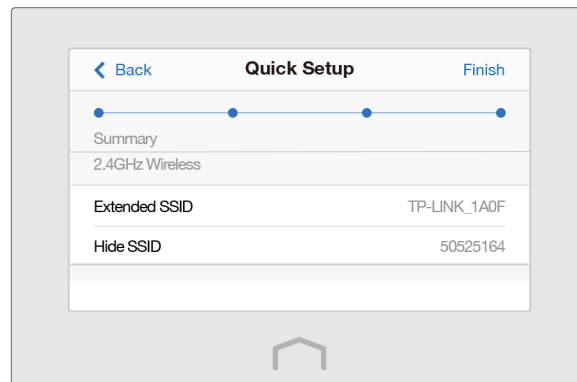 Back Quick Setup Finish
Summary
2.4GHz Wireless
Extended SSID TP-LINK_1A0F
Hide SSID 50525164